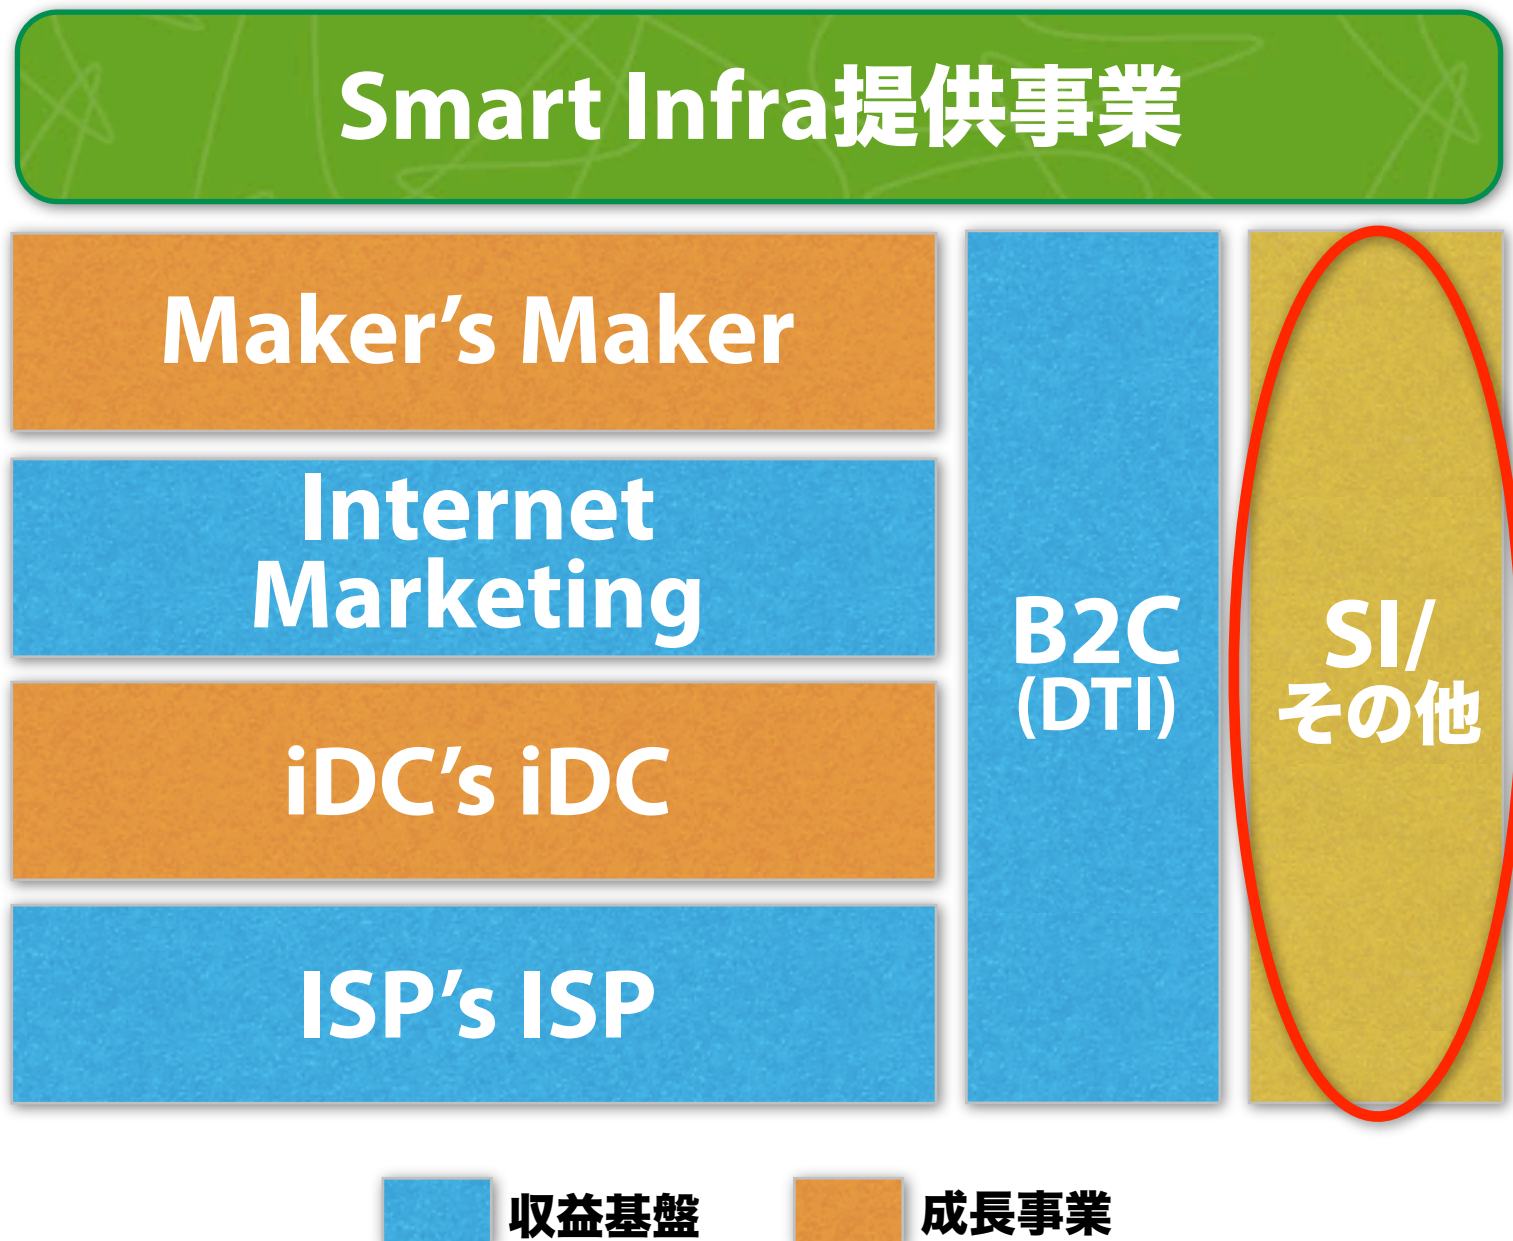 Smart Infra提供事業
Maker’s Maker
Internet
Marketing
iDC’s iDC
ISP’s ISP
B2C
(DTI)
SI/
その他
収益基盤
成長事業